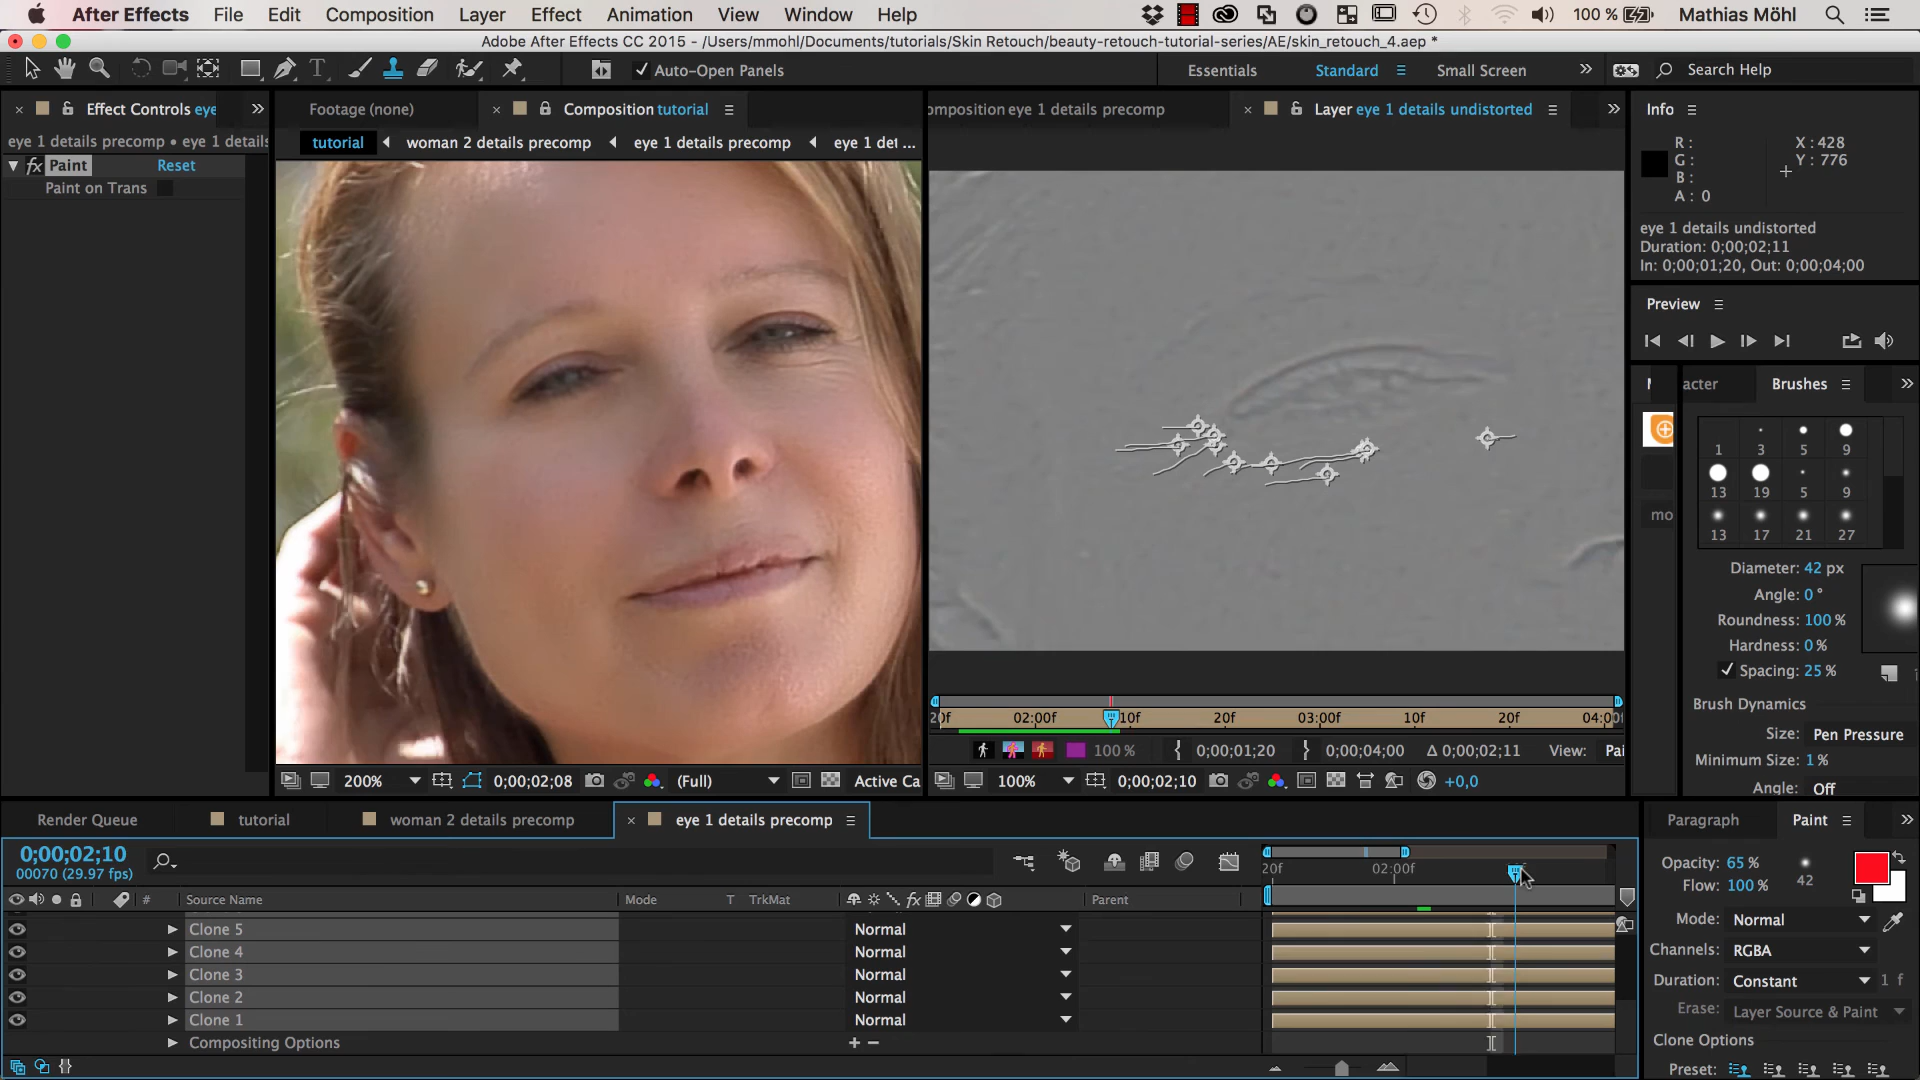 After Effects File Edit Composition Layer Effect Animation View Window Help 100 % Mathias Möhl
Adobe After Effects CC 2015 - /Users/mmohl/Documents/tutorials/Skin Retouch/beauty-retouch-tutorial-series/AE/skin_retouch_4.aep *
Auto-Open Panels Essentials Standard Small Screen Search Help
Effect Controls eye Footage (none) Composition tutorial omposition eye 1 details precomp Layer eye 1 details undistorted Info
eye 1 details precomp • eye 1 details tutorial woman 2 details precomp eye 1 details precomp eye 1 det ...
fx Paint Reset
Paint on Trans
R :
G :
B :
A : 0
X : 428
Y : 776
eye 1 details undistorted
Duration: 0;00;02;11
In: 0;00;01;20, Out: 0;00;04;00
Preview
acter Brushes
1 3 5 9
13 19 5 9
mo
13 17 21 27
Diameter: 42 px
Angle: 0 °
Roundness: 100 %
Hardness: 0 %
Spacing: 25 %
Brush Dynamics
Size: Pen Pressure
Minimum Size: 1 %
Angle: Off
02:00f 10f 20f 03:00f 10f 20f 04:00
100 % 0;00;01;20 0;00;04;00 Δ 0;00;02;11 View: Pai
200% 0;00;02;08 (Full) Active Ca 100% 0;00;02;10 +0,0
Render Queue tutorial woman 2 details precomp eye 1 details precomp
0;00;02;10
00070 (29.97 fps)
20f 02:00f
# Source Name Mode T TrkMat fx Parent
Clone 5 Normal
Clone 4 Normal
Clone 3 Normal
Clone 2 Normal
Clone 1 Normal
Compositing Options + −
Paragraph Paint
Opacity: 65 %
Flow: 100 %
42
Mode: Normal
Channels: RGBA
Duration: Constant 1 f
Erase: Layer Source & Paint
Clone Options
Preset: